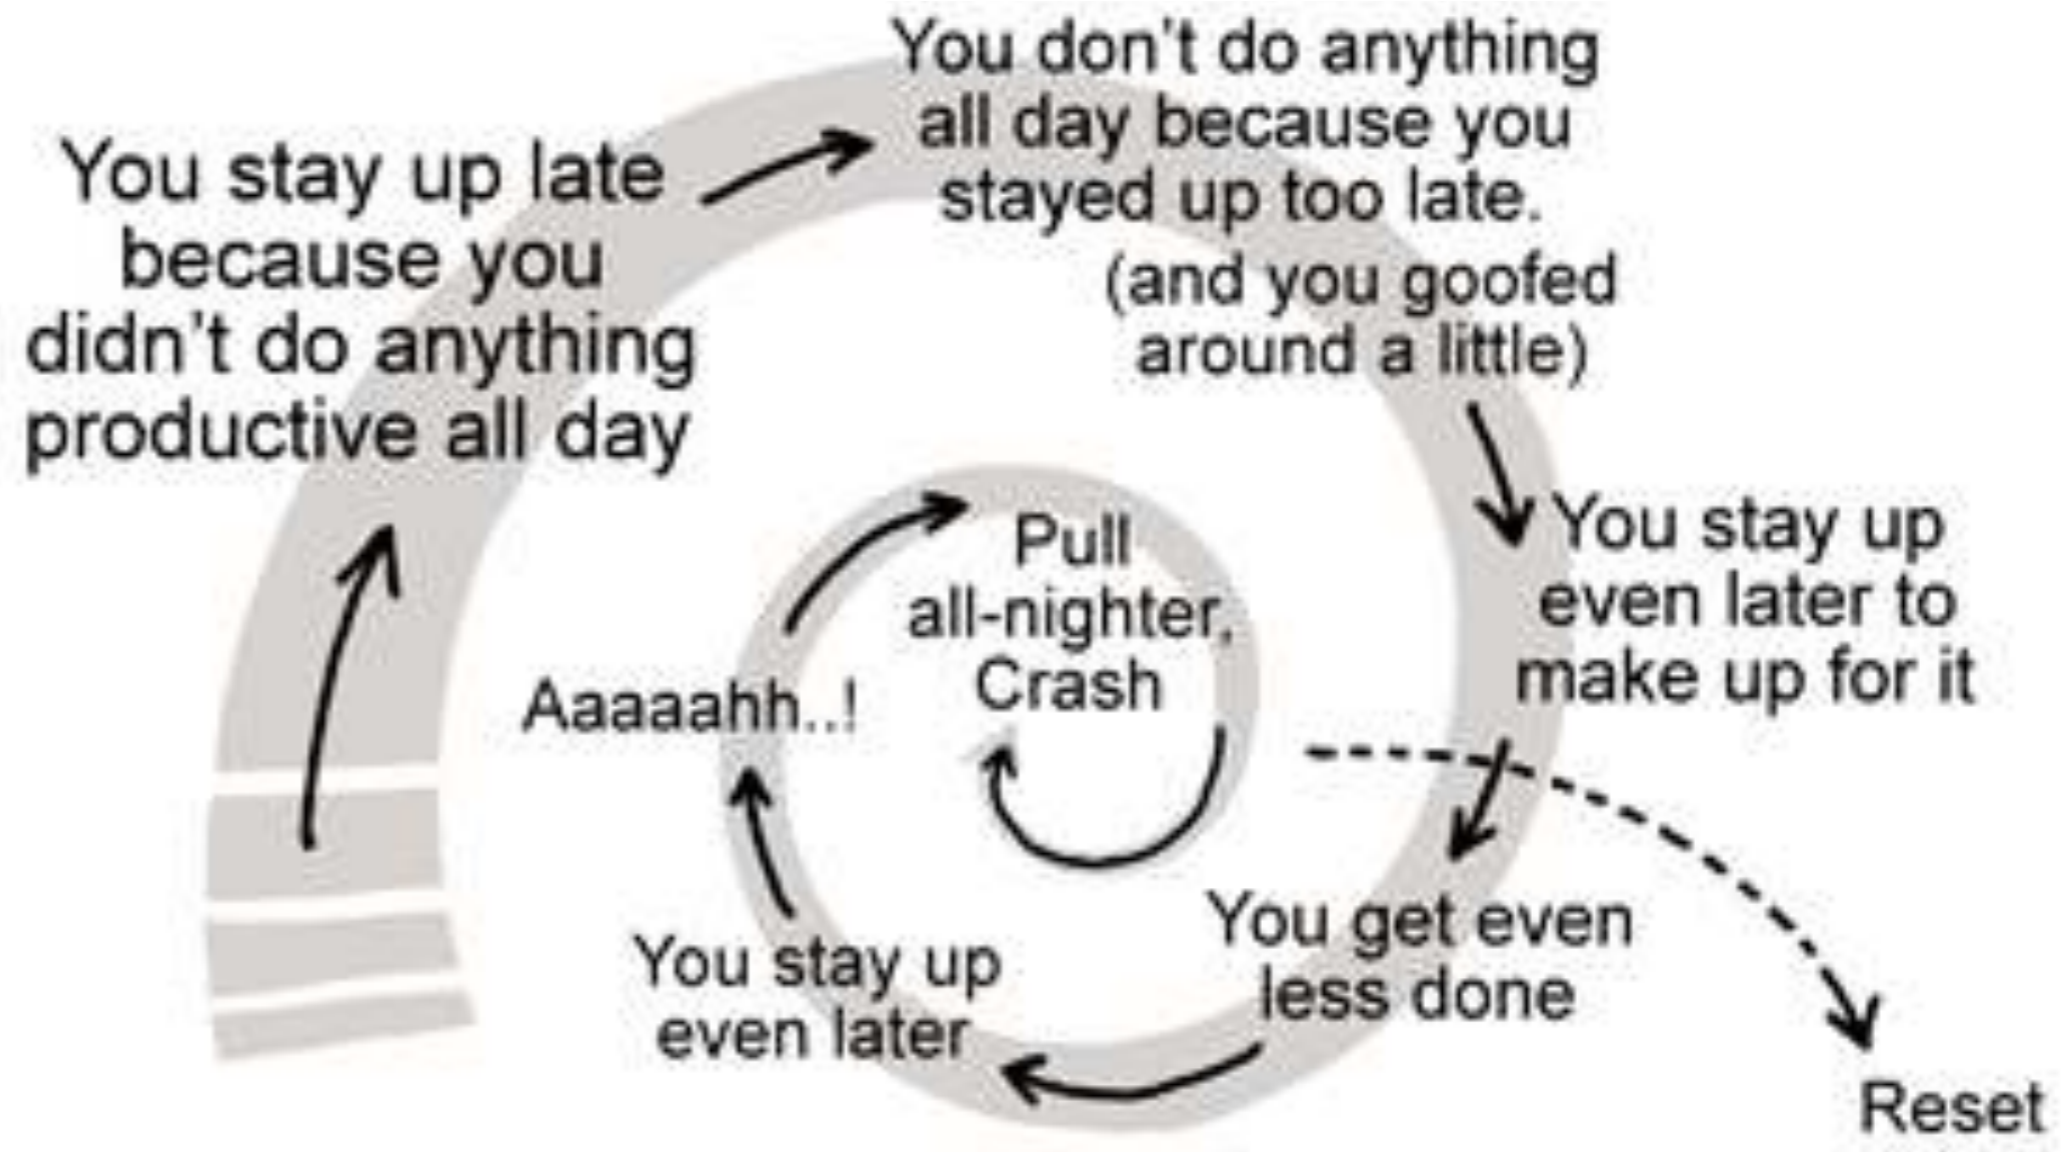 You stay up late
because you
didn't do anything
productive all day
You don't do anything
all day because you
stayed up too late.
(and you goofed
around a little)
You stay up
even later to
make up for it
You get even
less done
You stay up
even later
Aaaaahh..!
Pull
all-nighter,
Crash
Reset